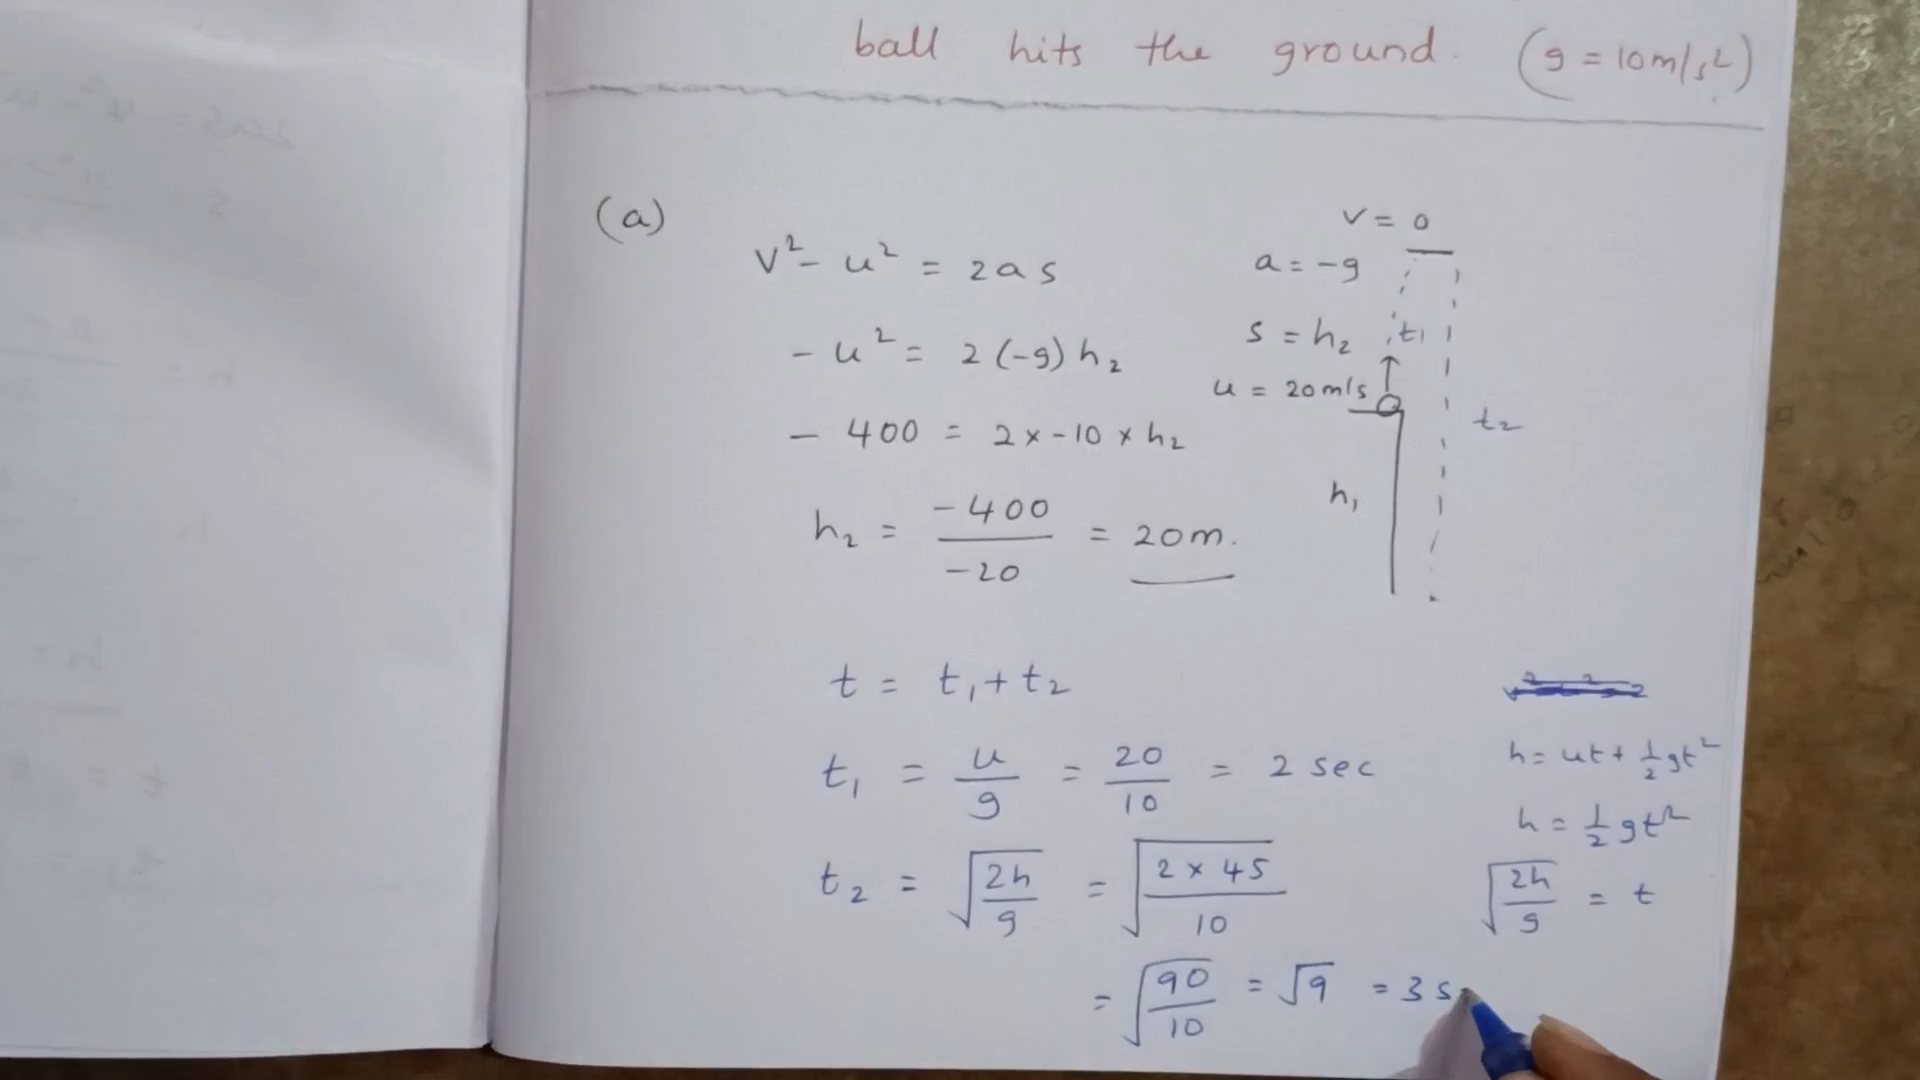 ball hits the ground. (g = 10m/s²)
(a)
v² - u² = 2as
- u² = 2(-g)h₂
- 400 = 2 x -10 x h₂
h₂ = -400/-20 = 20m.
v = 0
a = -g
s = h₂ t₁
u = 20m/s
t₂
h₁
t = t₁ + t₂
t₁ = u/g = 20/10 = 2 sec
t₂ = √(2h/g) = √(2 x 45/10)
= √(90/10) = √9 = 3 s
h = ut + ½gt²
h = ½gt²
√(2h/g) = t